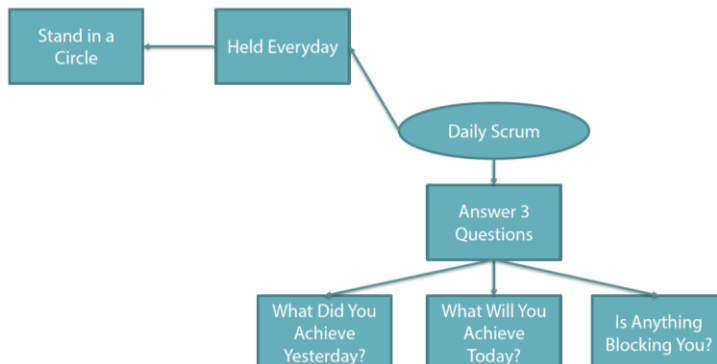 Stand in a
Circle
Held Everyday
Daily Scrum
Answer 3
Questions
What Did You
Achieve
Yesterday?
What Will You
Achieve
Today?
Is Anything
Blocking You?